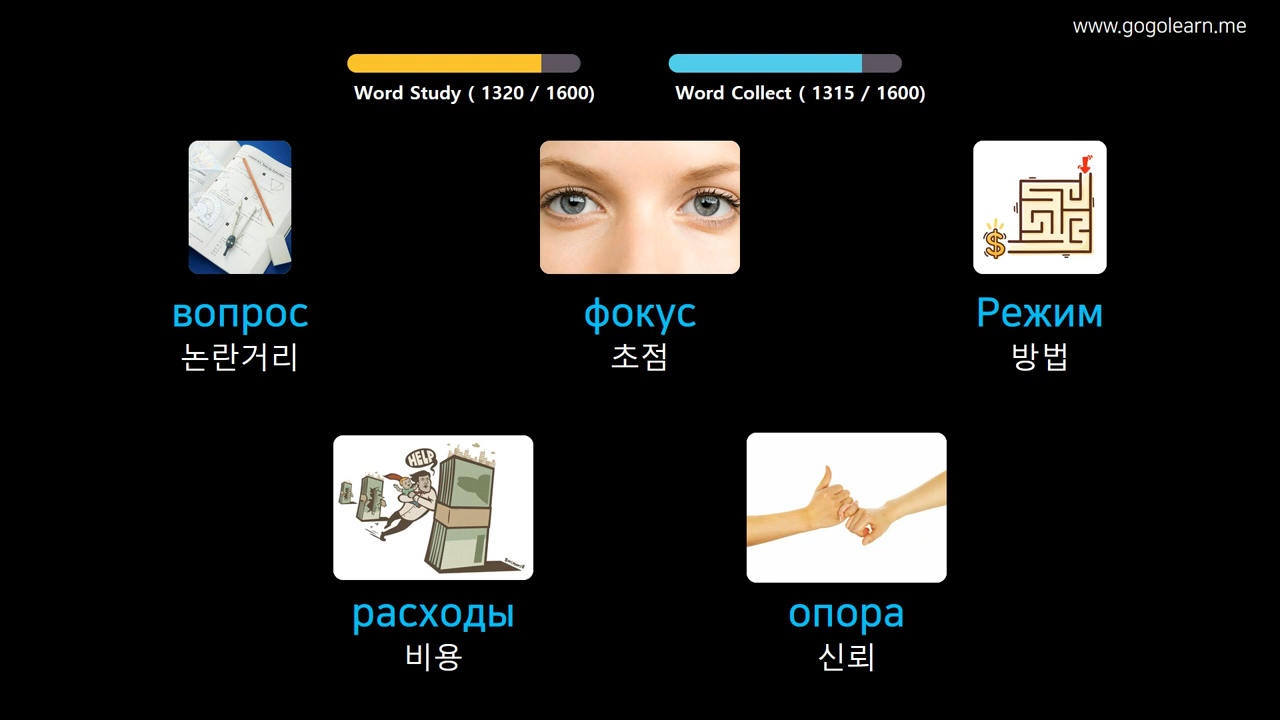 www.gogolearn.me
Word Study ( 1320 / 1600)
Word Collect ( 1315 / 1600)
вопрос
논란거리
фокус
초점
Режим
방법
HELP
расходы
비용
опора
신뢰